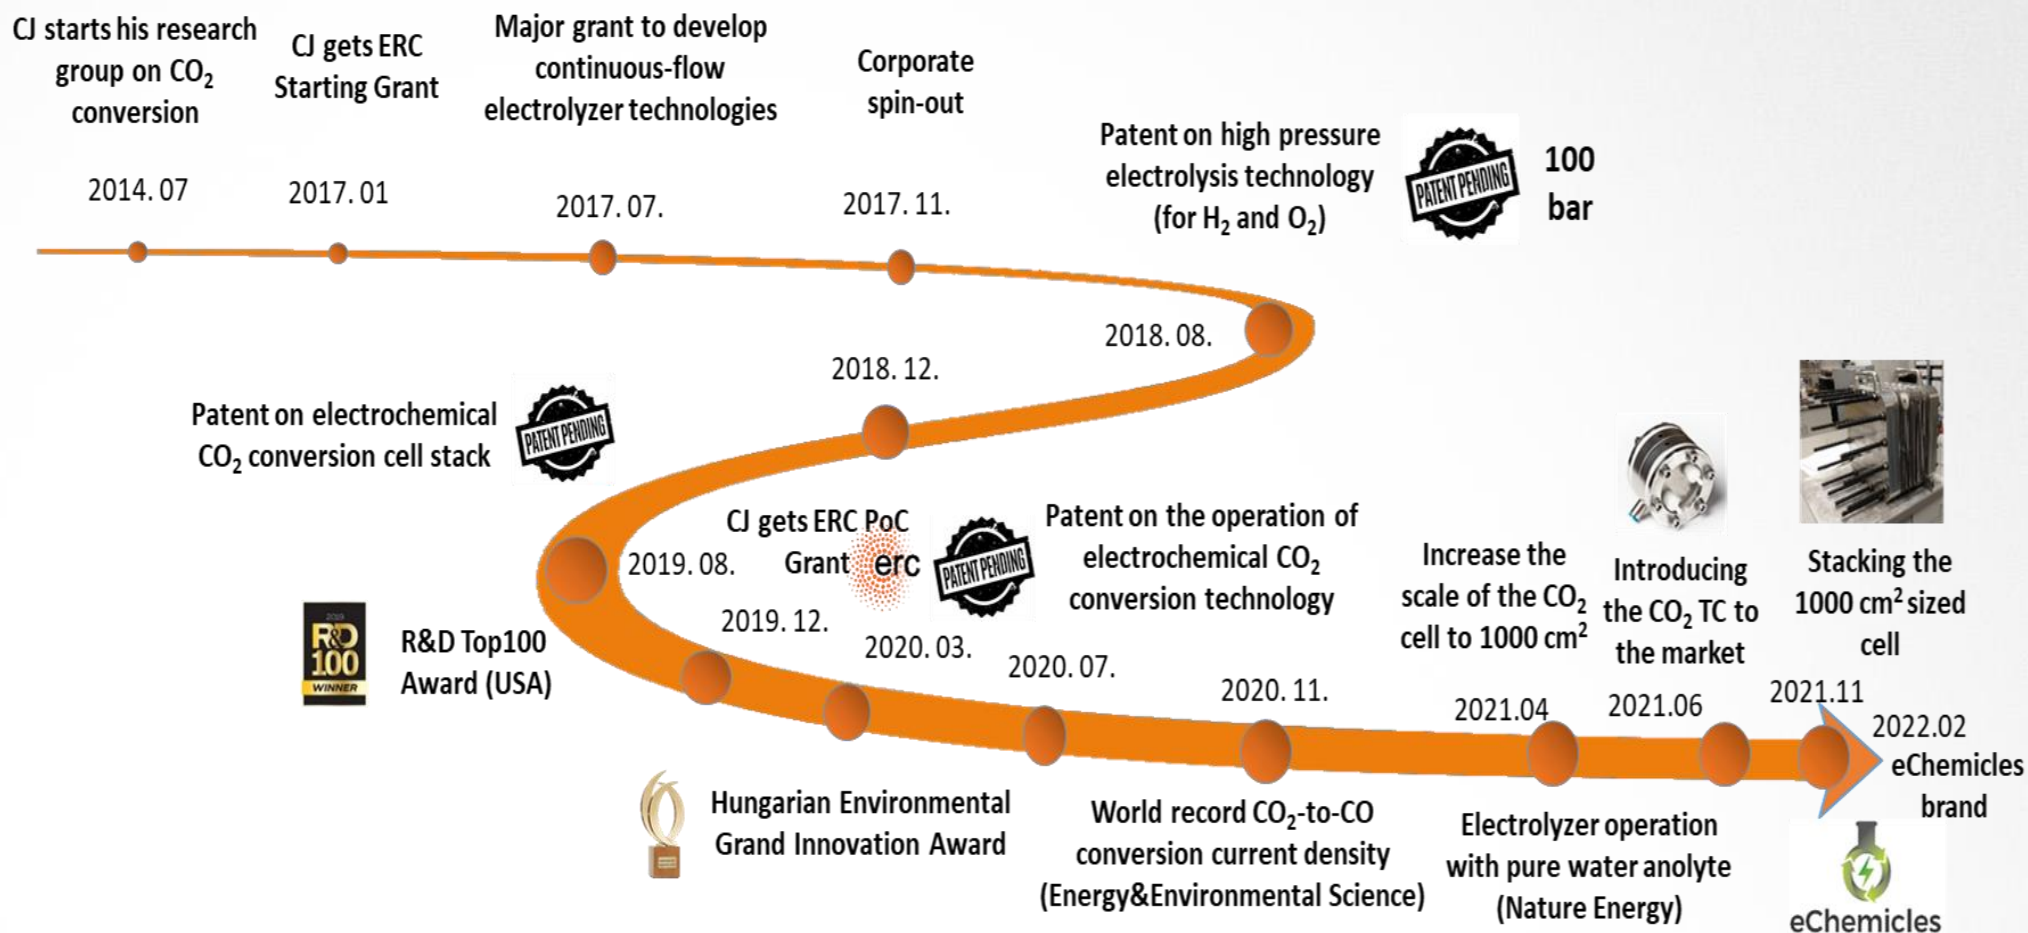 CJ starts his research
group on CO₂
conversion
2014. 07
CJ gets ERC
Starting Grant
2017. 01
Major grant to develop
continuous-flow
electrolyzer technologies
2017. 07.
Corporate
spin-out
2017. 11.
Patent on high pressure
electrolysis technology
(for H₂ and O₂)
PATENT PENDING
100
bar
2018. 08.
2018. 12.
Patent on electrochemical
CO₂ conversion cell stack
PATENT PENDING
2019. 08.
2019
R&D
100
WINNER
R&D Top100
Award (USA)
CJ gets ERC PoC
Grant
erc
2019. 12.
PATENT PENDING
Patent on the operation of
electrochemical CO₂
conversion technology
2020. 03.
Hungarian Environmental
Grand Innovation Award
2020. 07.
2020. 11.
World record CO₂-to-CO
conversion current density
(Energy&Environmental Science)
Increase the
scale of the CO₂
cell to 1000 cm²
2021.04
Electrolyzer operation
with pure water anolyte
(Nature Energy)
Introducing
the CO₂ TC to
the market
2021.06
Stacking the
1000 cm² sized
cell
2021.11
2022.02
eChemicles
brand
eChemicles